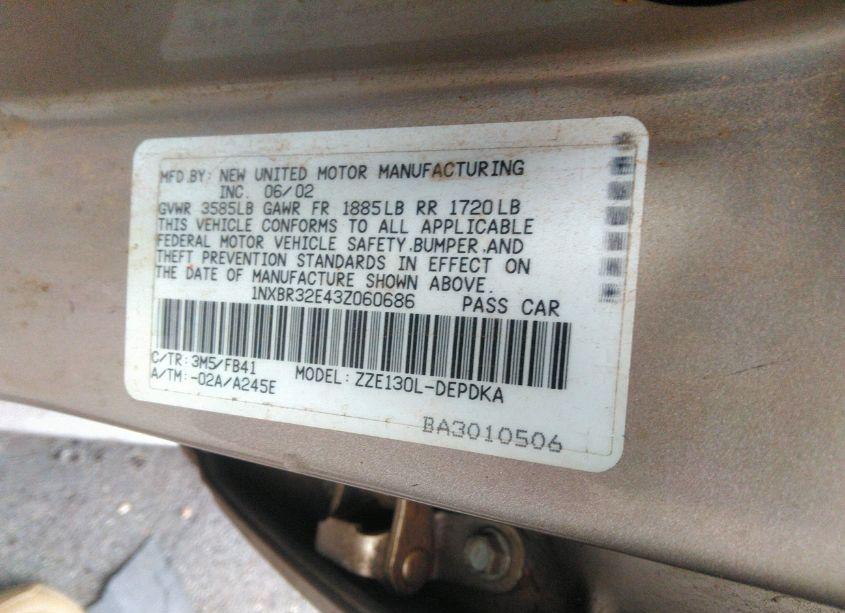 MFD.BY: NEW UNITED MOTOR MANUFACTURING
INC. 06/02
GVWR 3585LB GAWR FR 1885LB RR 1720LB
THIS VEHICLE CONFORMS TO ALL APPLICABLE
FEDERAL MOTOR VEHICLE SAFETY,BUMPER,AND
THEFT PREVENTION STANDARDS IN EFFECT ON
THE DATE OF MANUFACTURE SHOWN ABOVE.
1NXBR32E43Z060686 PASS CAR
C/TR: 3M5/FB41
A/TM: -02A/A245E MODEL: ZZE130L-DEPDKA
BA3010506